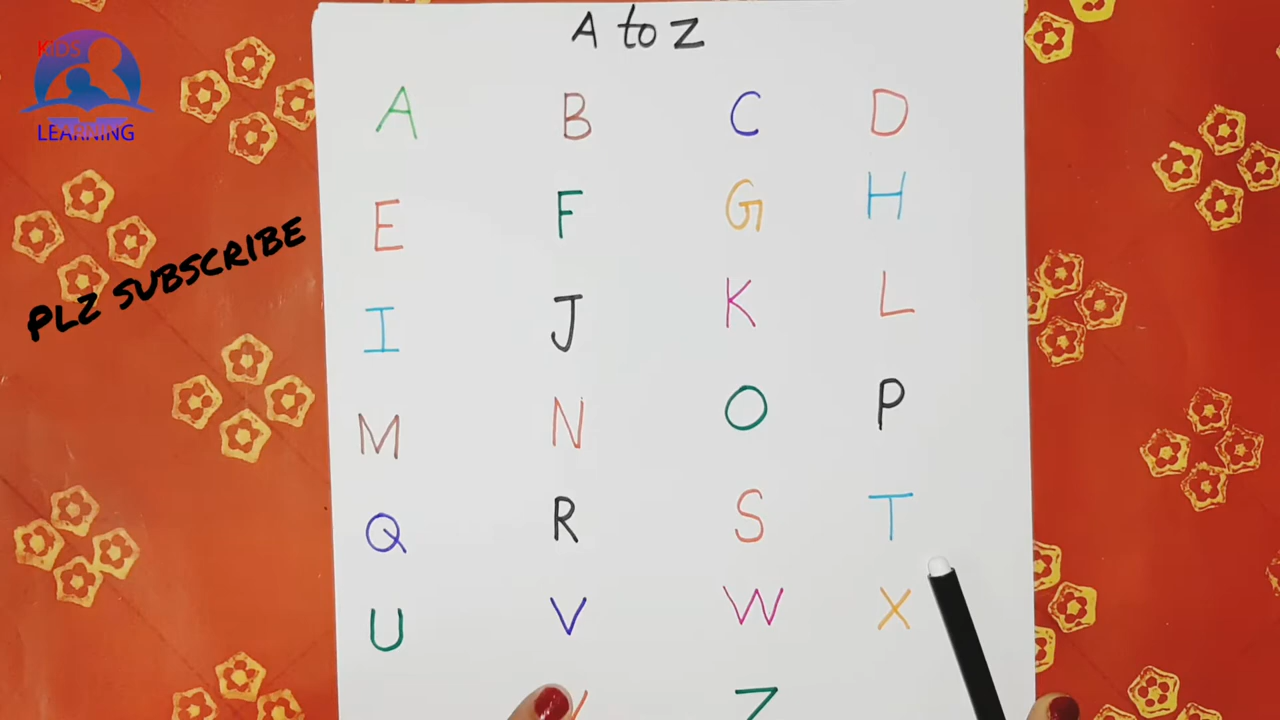 KIDS
LEARNING
PLZ SUBSCRIBE
A to Z
A B C D
E F G H
I J K L
M N O P
Q R S T
U V W X
Z